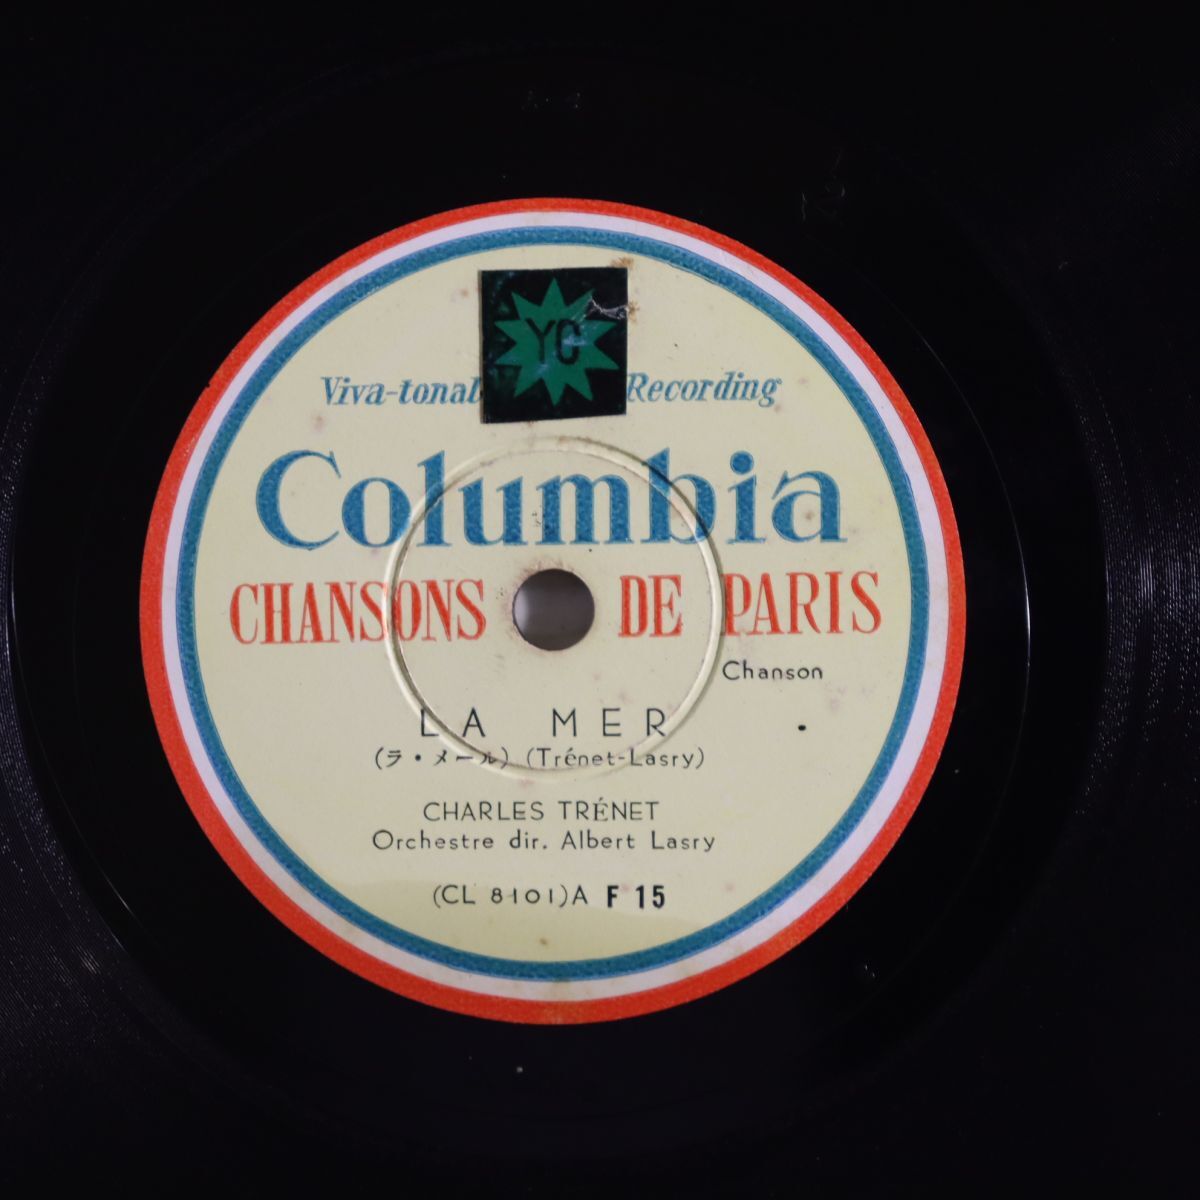 YC
Viva-tonal Recording
Columbia
CHANSONS DE PARIS
Chanson
LA MER
(ラ・メール) (Trénet-Lasry)
CHARLES TRÉNET
Orchestre dir. Albert Lasry
(CL 8101)A F 15